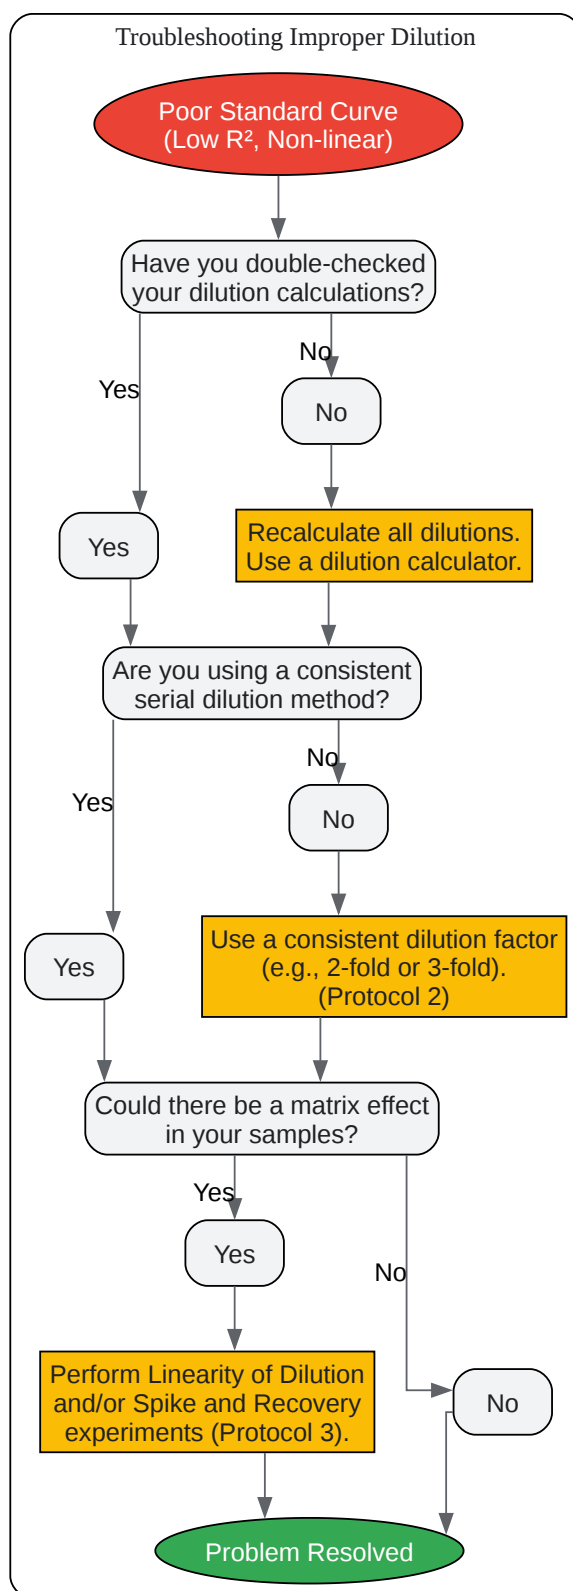 Troubleshooting Improper Dilution
Poor Standard Curve
(Low R², Non-linear)
Have you double-checked
your dilution calculations?
No
Yes
No
Recalculate all dilutions.
Use a dilution calculator.
Yes
Are you using a consistent
serial dilution method?
No
Yes
No
Use a consistent dilution factor
(e.g., 2-fold or 3-fold).
(Protocol 2)
Yes
Could there be a matrix effect
in your samples?
Yes
Yes
No
Perform Linearity of Dilution
and/or Spike and Recovery
experiments (Protocol 3).
No
Problem Resolved